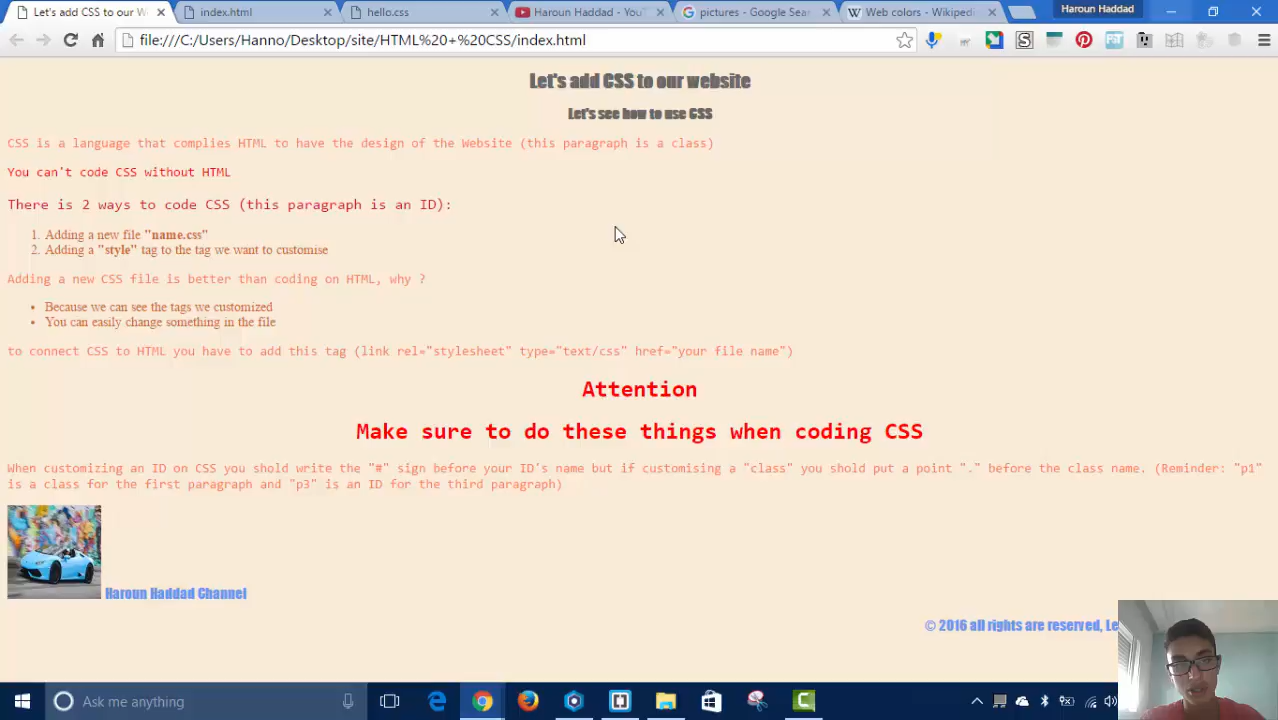 Let's add CSS to our W
index.html
hello.css
Haroun Haddad - YouT
pictures - Google Sear
Web colors - Wikiped
Haroun Haddad
file:///C:/Users/Hanno/Desktop/site/HTML%20+%20CSS/index.html
Let's add CSS to our website
Let's see how to use CSS
CSS is a language that complies HTML to have the design of the Website (this paragraph is a class)
You can't code CSS without HTML
There is 2 ways to code CSS (this paragraph is an ID):
1. Adding a new file "name.css"
2. Adding a "style" tag to the tag we want to customise
Adding a new CSS file is better than coding on HTML, why ?
• Because we can see the tags we customized
• You can easily change something in the file
to connect CSS to HTML you have to add this tag (link rel="stylesheet" type="text/css" href="your file name")
Attention
Make sure to do these things when coding CSS
When customizing an ID on CSS you shold write the "#" sign before your ID's name but if customising a "class" you shold put a point "." before the class name. (Reminder: "p1"
is a class for the first paragraph and "p3" is an ID for the third paragraph)
Haroun Haddad Channel
© 2016 all rights are reserved, Le
Ask me anything